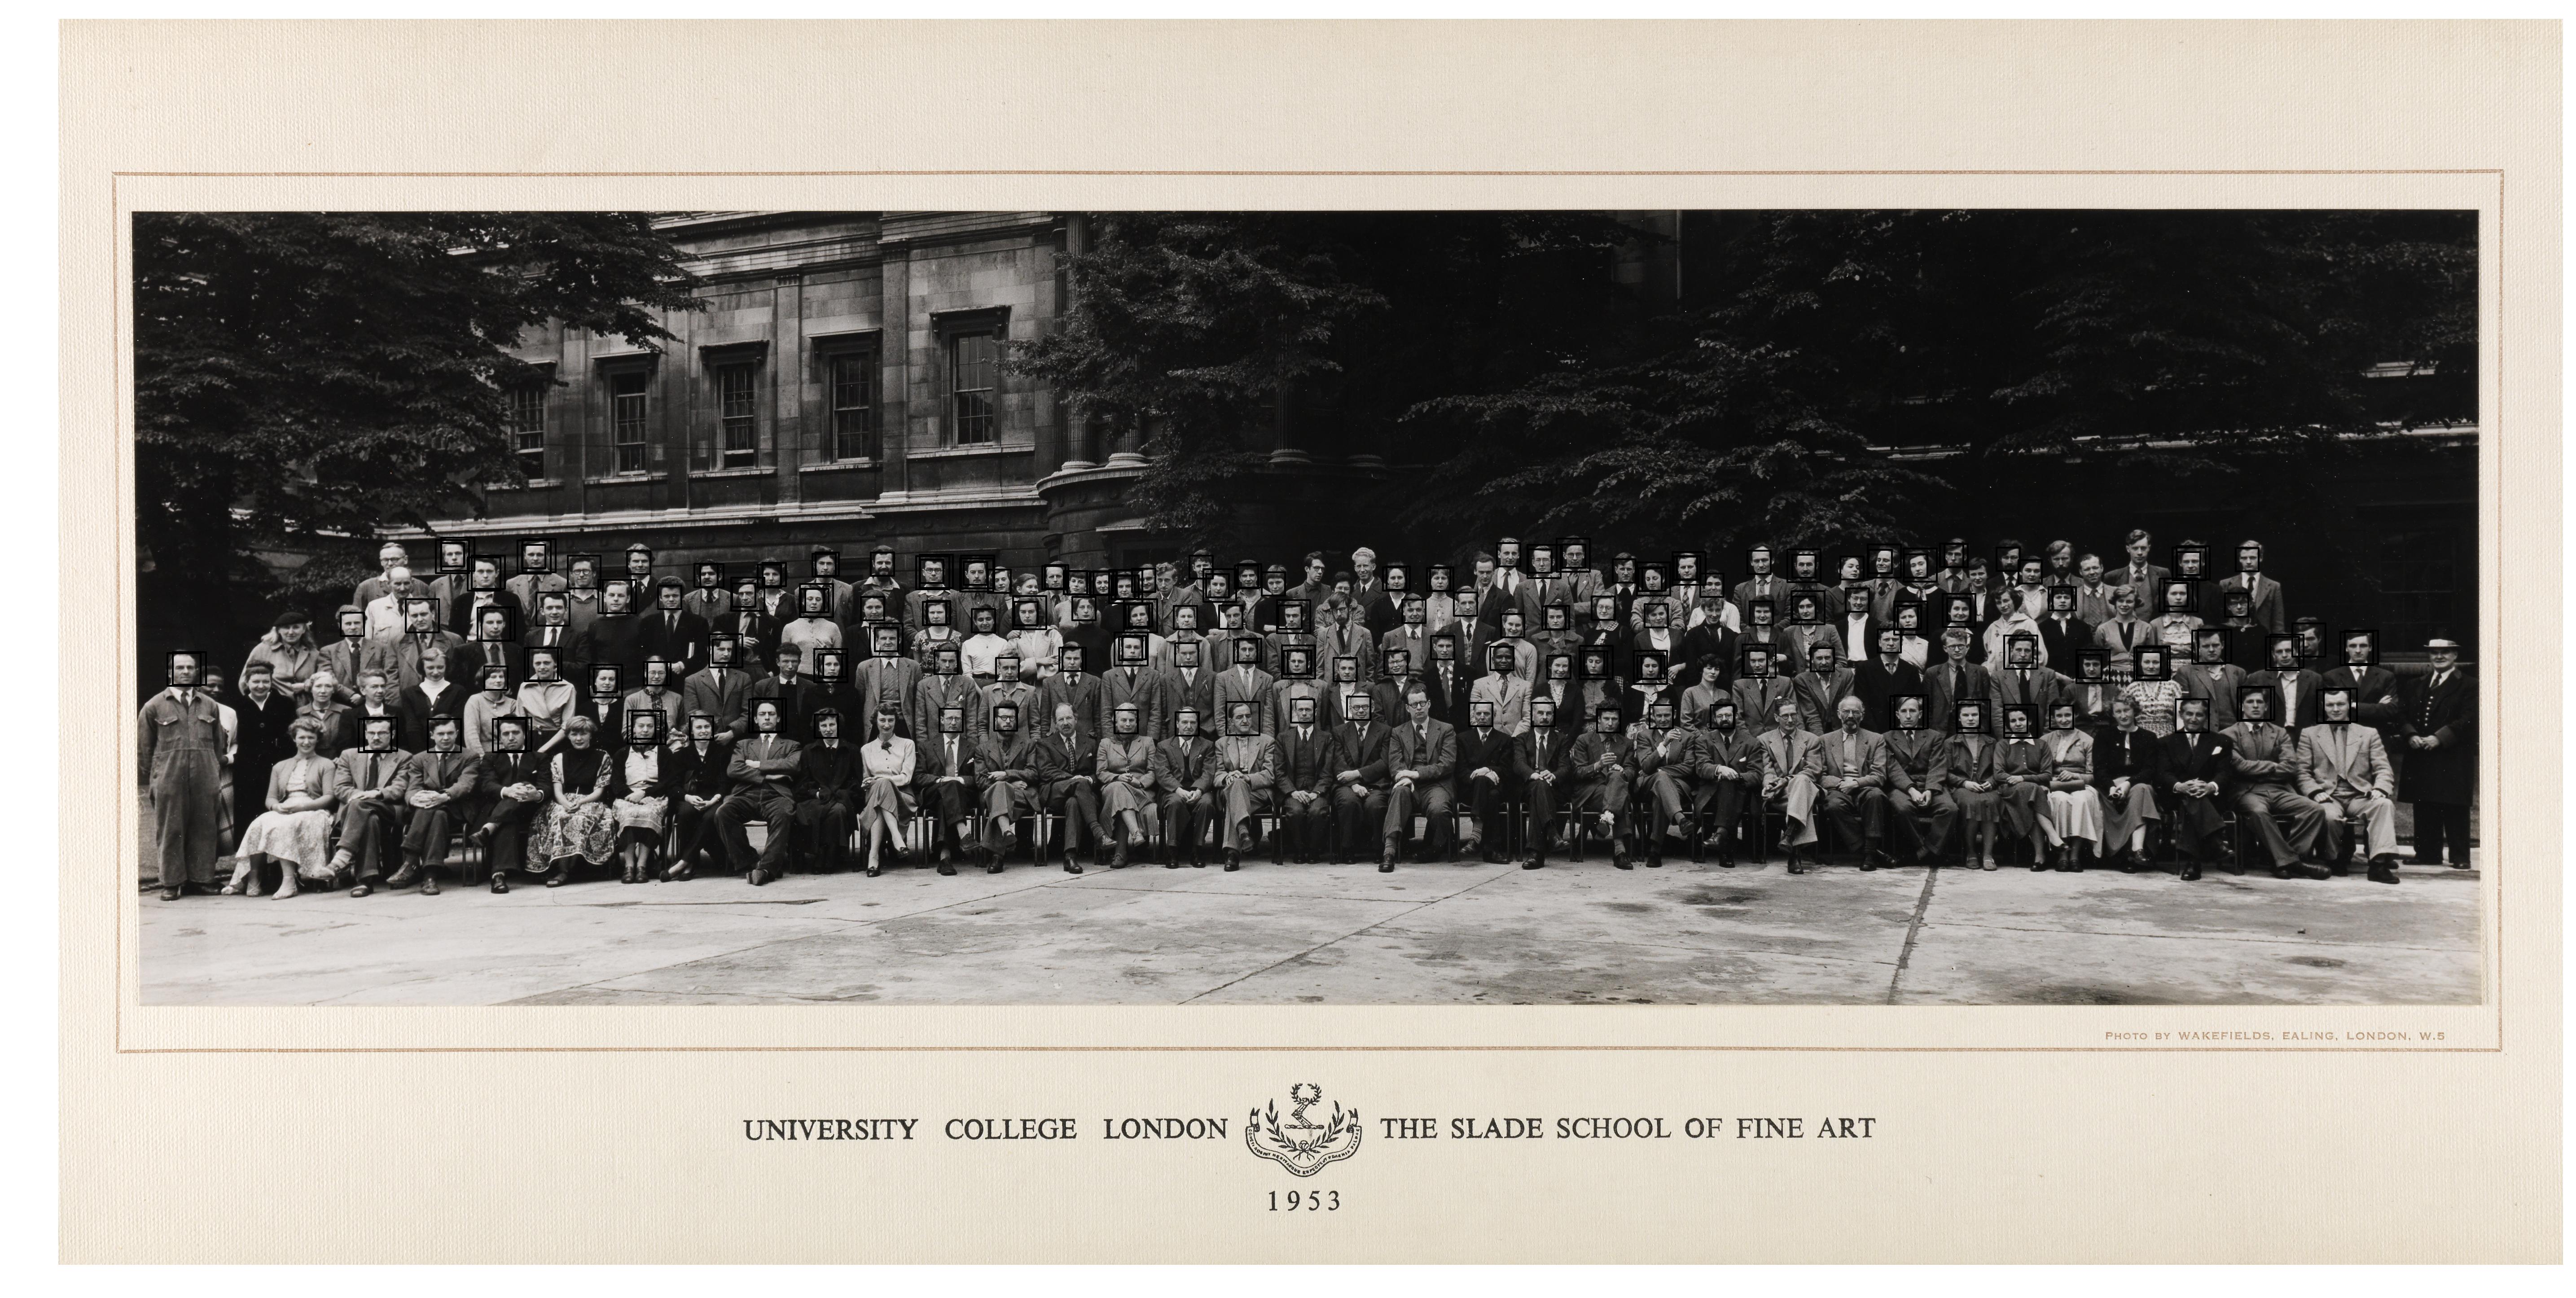 PHOTO BY WAKEFIELDS, EALING, LONDON, W.5
UNIVERSITY COLLEGE LONDON THE SLADE SCHOOL OF FINE ART
1953